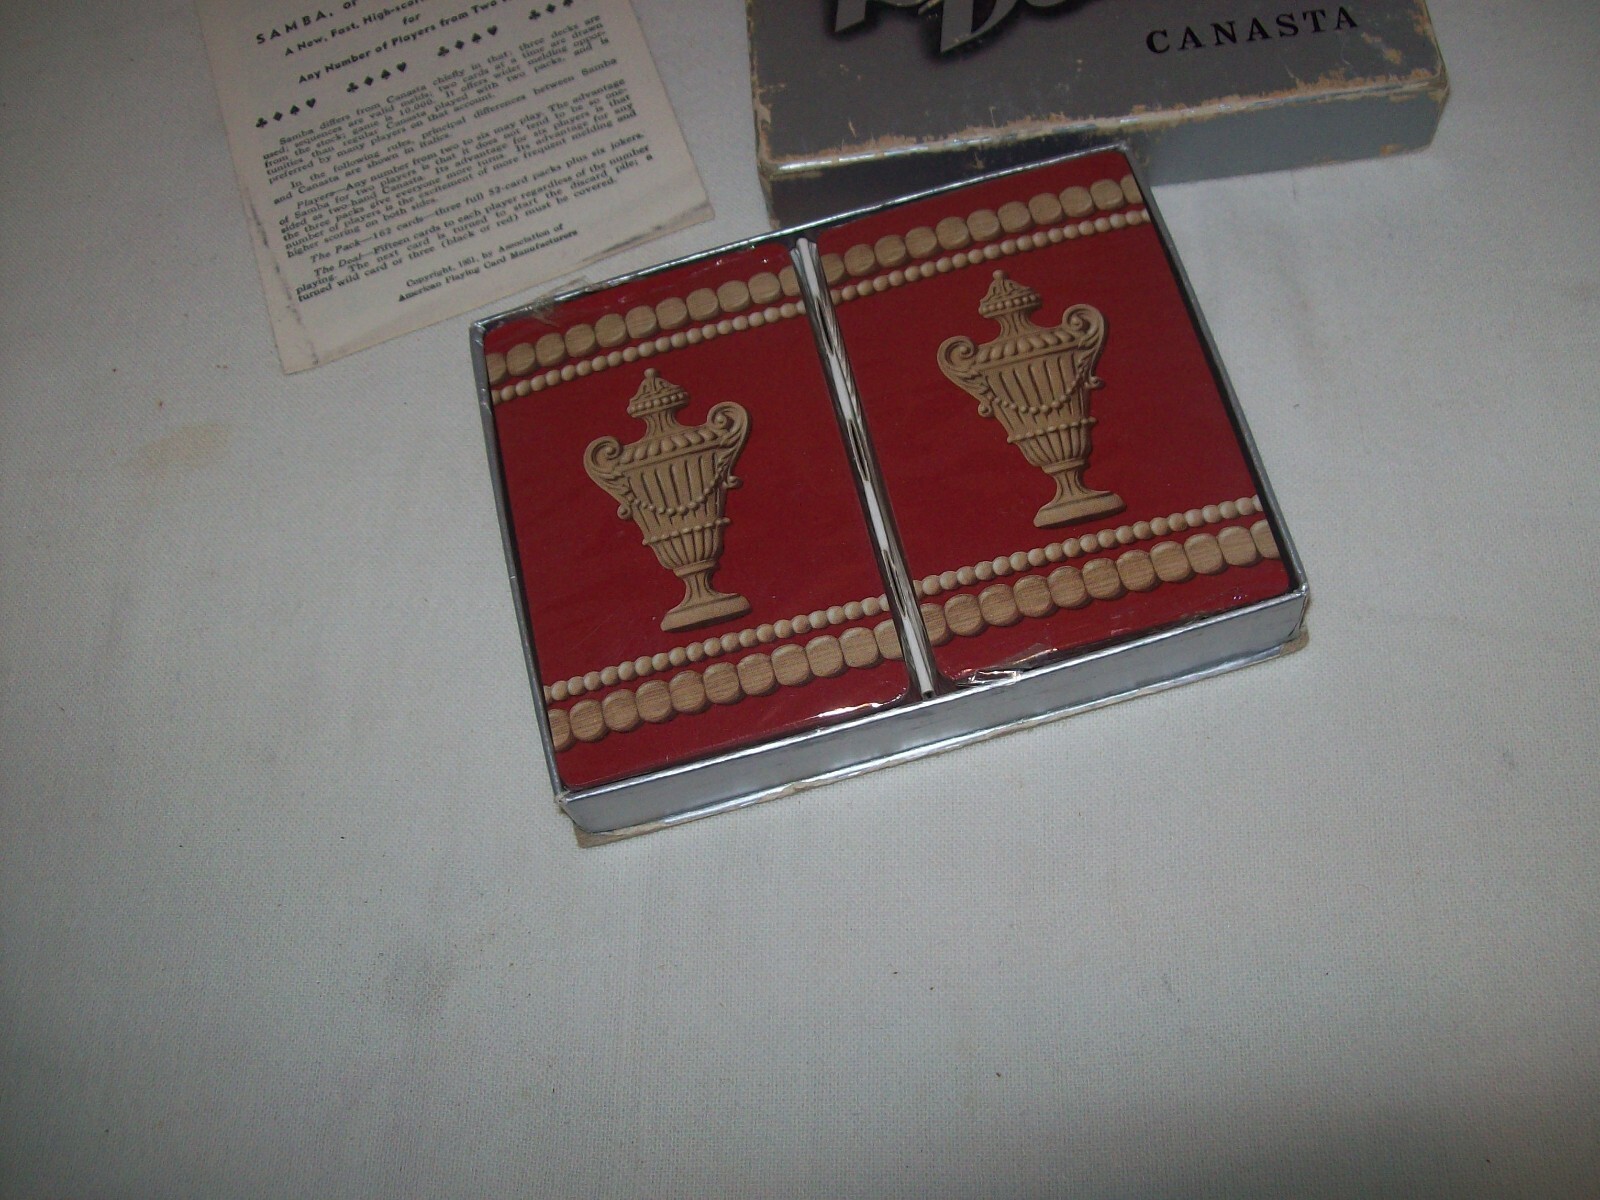 SAMBA, or
A New, Fast, High-scor
for
Any Number of Players from Two
Samba differs from Canasta chiefly in that: three decks are
used; sequences are valid melds; two cards at a time are drawn
from the stock; game is 10,000. It offers wider melding oppor-
tunities than regular Canasta played with two packs, and is
preferred by many players on that account.
In the following rules, principal differences between Samba
and Canasta are shown in italics.
Players—Any number from two to six may play. The advantage
of Samba for two players is that it does not tend to be so one-
sided as two-hand Canasta. Its advantage for six players is that
the three packs give everyone more turns. Its advantage for any
number of players is the excitement of more frequent melding and
higher scoring on both sides.
The Pack—162 cards—three full 52-card packs plus six jokers.
The Deal—Fifteen cards to each player regardless of the number
playing. The next card is turned to start the discard pile; a
turned wild card or three (black or red) must be covered.
Copyright, 1951, by Association of
American Playing Card Manufacturers
CANASTA